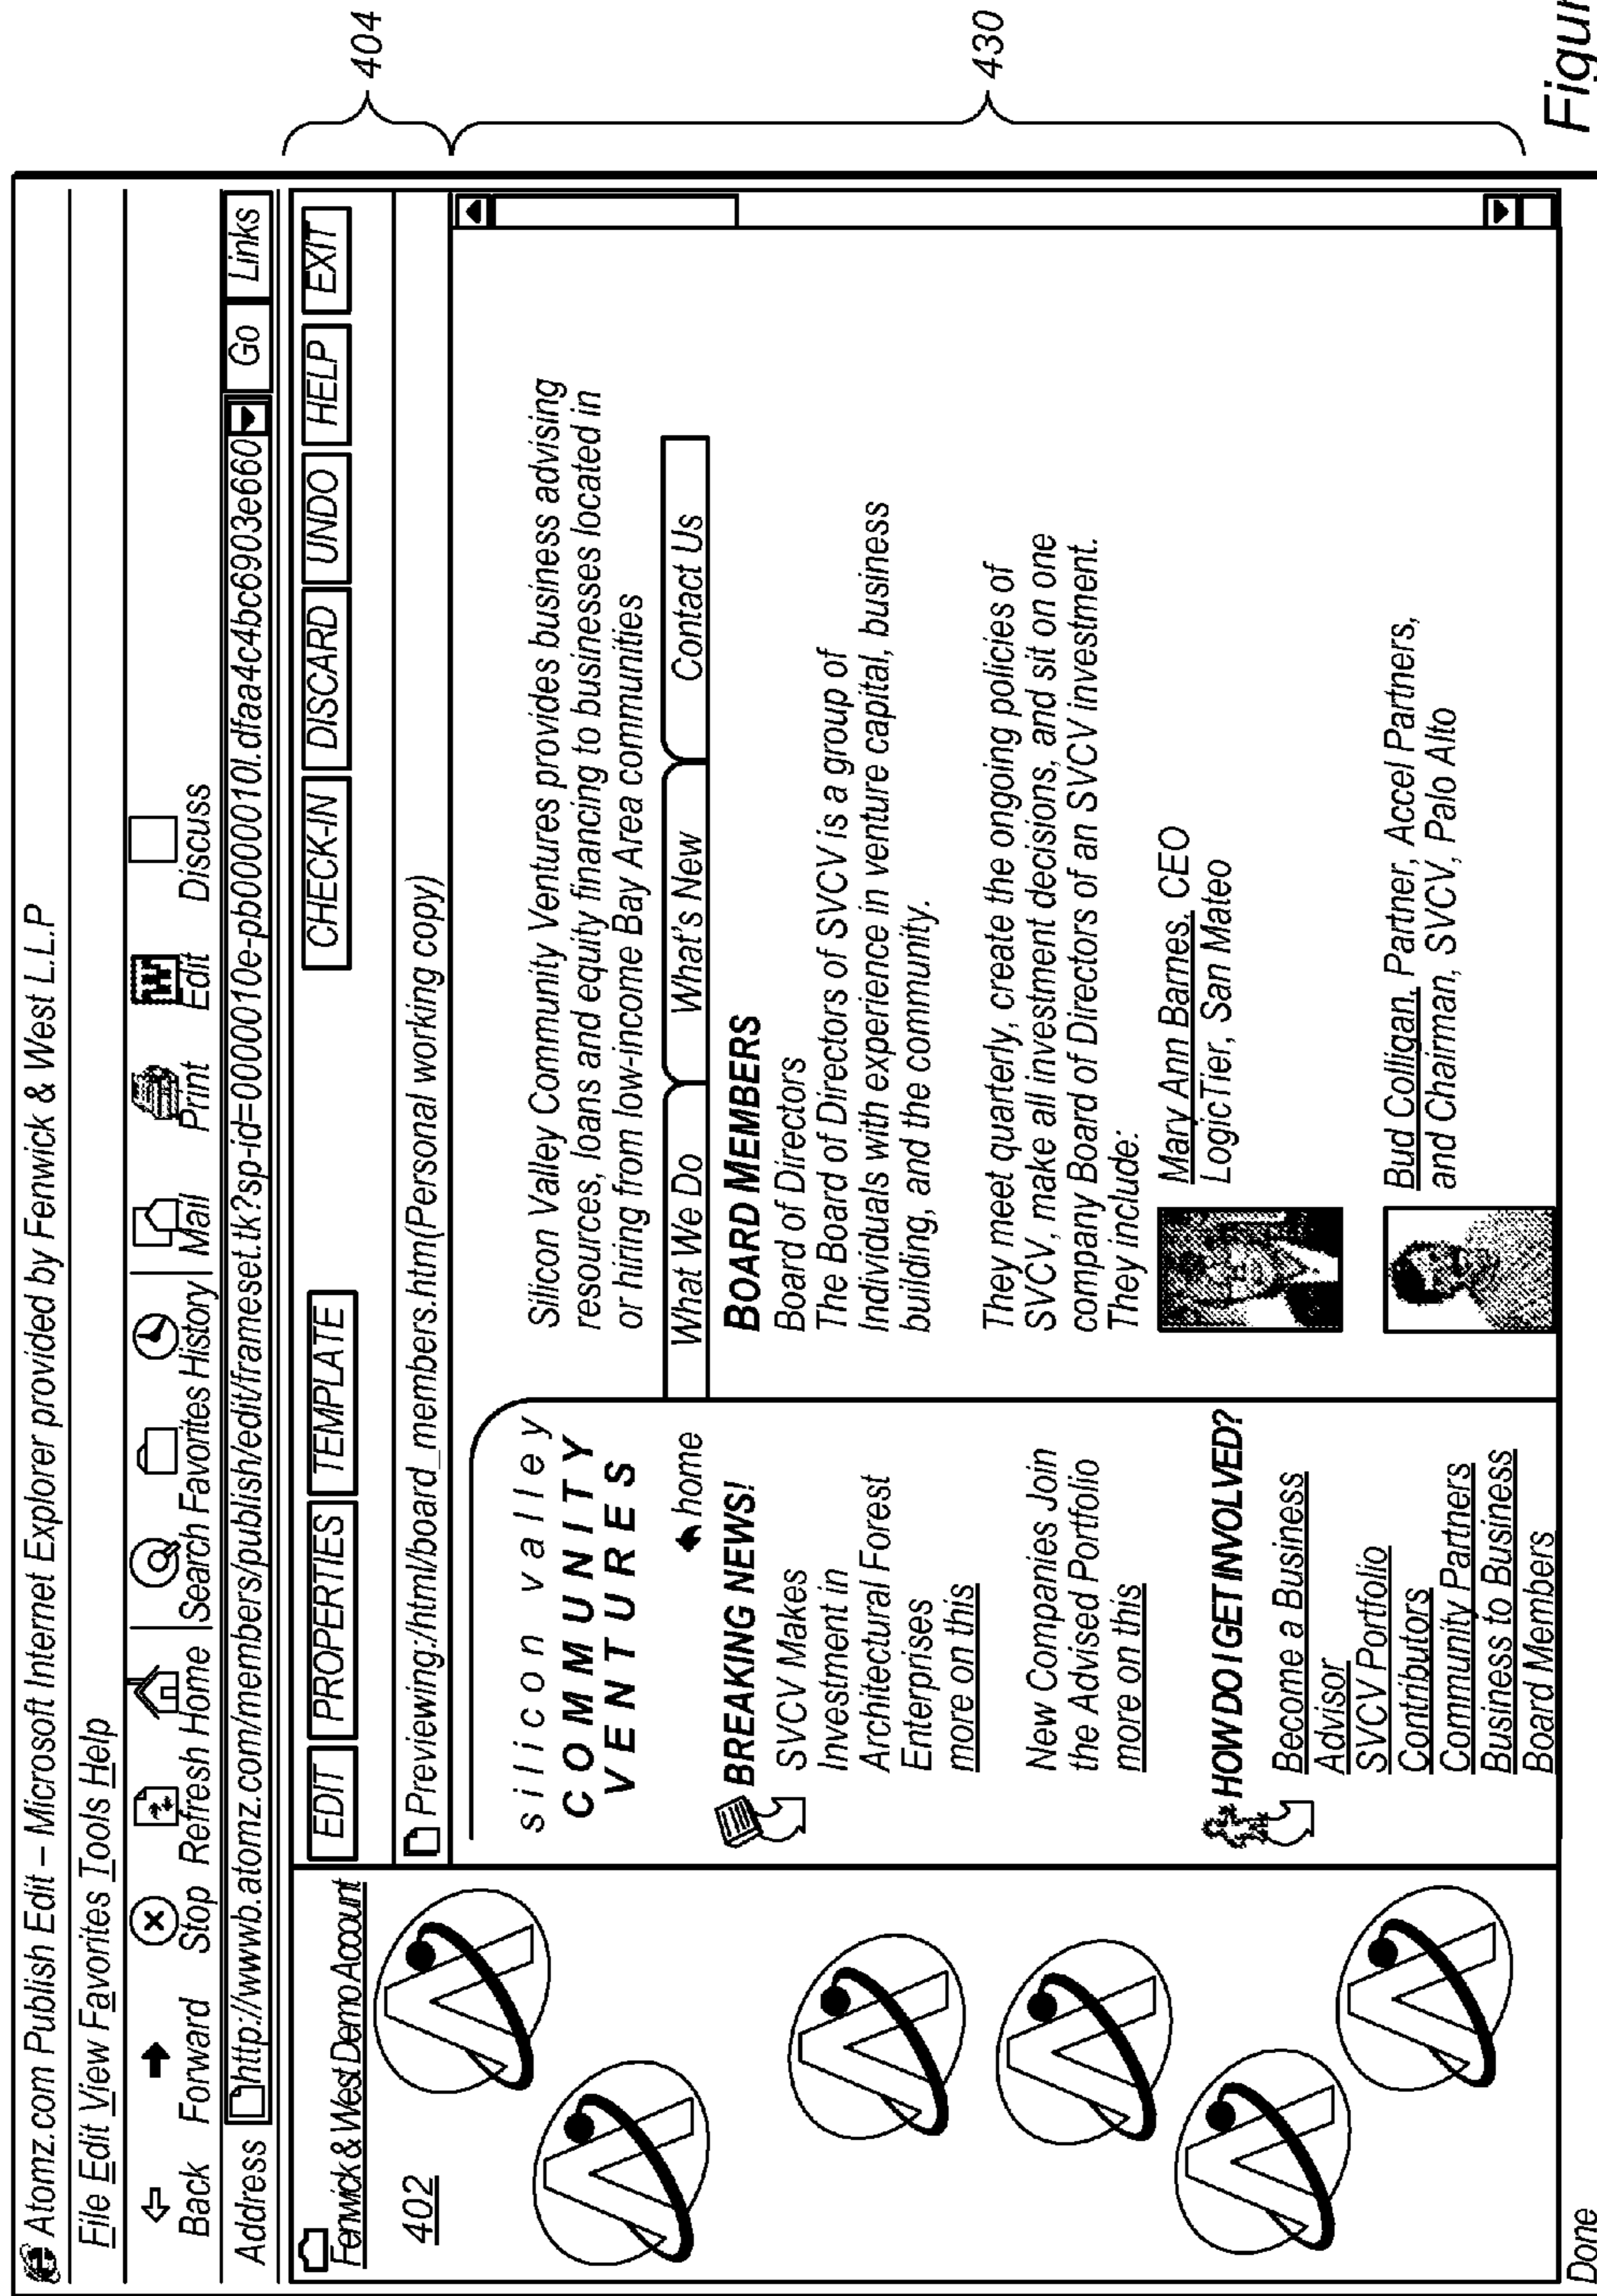 Atomz.com Publish Edit – Microsoft Internet Explorer provided by Fenwick & West L.L.P
File Edit View Favorites Tools Help
Back Forward Stop Refresh Home Search Favorites History Mail Print Edit Discuss
Address http://wwwb.atomz.com/members/publish/edit/frameset.tk?sp-id=0000010e-pb0000010l.dfaa4c4bc6903e660 Go Links
Fenwick & West Demo Account
402
EDIT PROPERTIES TEMPLATE CHECK-IN DISCARD UNDO HELP EXIT
404
Previewing:/html/board_members.htm(Personal working copy)
silicon valley
COMMUNITY
VENTURES
home
BREAKING NEWS!
SVCV Makes
Investment in
Architectural Forest
Enterprises
more on this
New Companies Join
the Advised Portfolio
more on this
HOW DO I GET INVOLVED?
Become a Business
Advisor
SVCV Portfolio
Contributors
Community Partners
Business to Business
Board Members
Silicon Valley Community Ventures provides business advising
resources, loans and equity financing to businesses located in
or hiring from low-income Bay Area communities
What We Do What's New Contact Us
BOARD MEMBERS
Board of Directors
The Board of Directors of SVCV is a group of
Individuals with experience in venture capital, business
building, and the community.
They meet quarterly, create the ongoing policies of
SVCV, make all investment decisions, and sit on one
company Board of Directors of an SVCV investment.
They include:
Mary Ann Barnes, CEO
LogicTier, San Mateo
Bud Colligan, Partner, Accel Partners,
and Chairman, SVCV, Palo Alto
430
Done